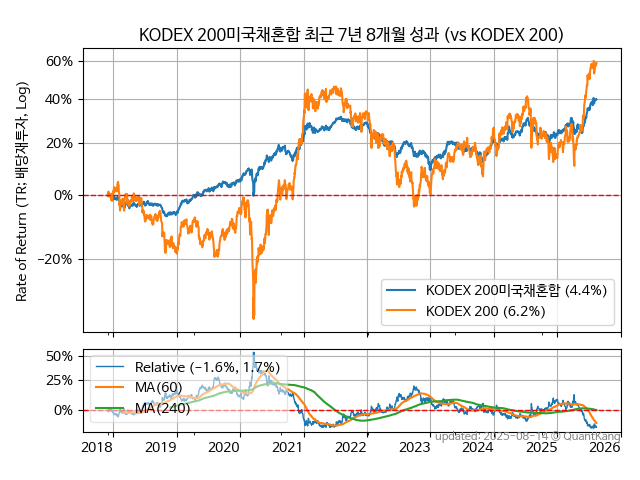 KODEX 200미국채혼합 최근 7년 8개월 성과 (vs KODEX 200)
Rate of Return (TR: 배당재투자, Log)
60%
40%
20%
0%
−20%
KODEX 200미국채혼합 (4.4%)
KODEX 200 (6.2%)
50%
25%
0%
Relative (−1.6%, 1.7%)
MA(60)
MA(240)
updated: 2025-08-14 © QuantKang
2018 2019 2020 2021 2022 2023 2024 2025 2026